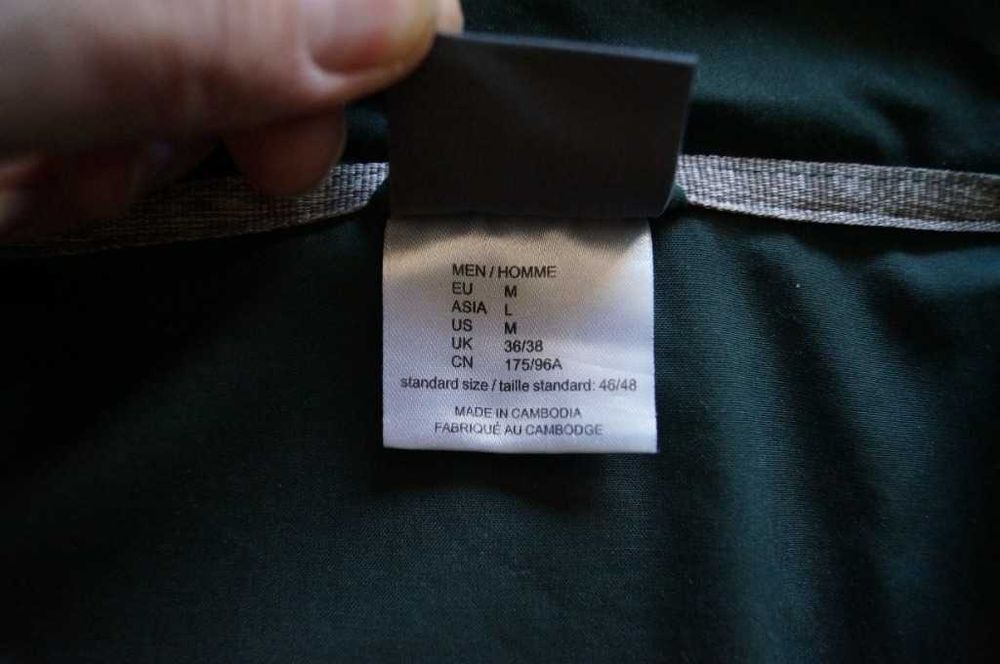 MEN / HOMME
EU M
ASIA L
US M
UK 36/38
CN 175/96A
standard size / taille standard: 46/48
MADE IN CAMBODIA
FABRIQUÉ AU CAMBODGE